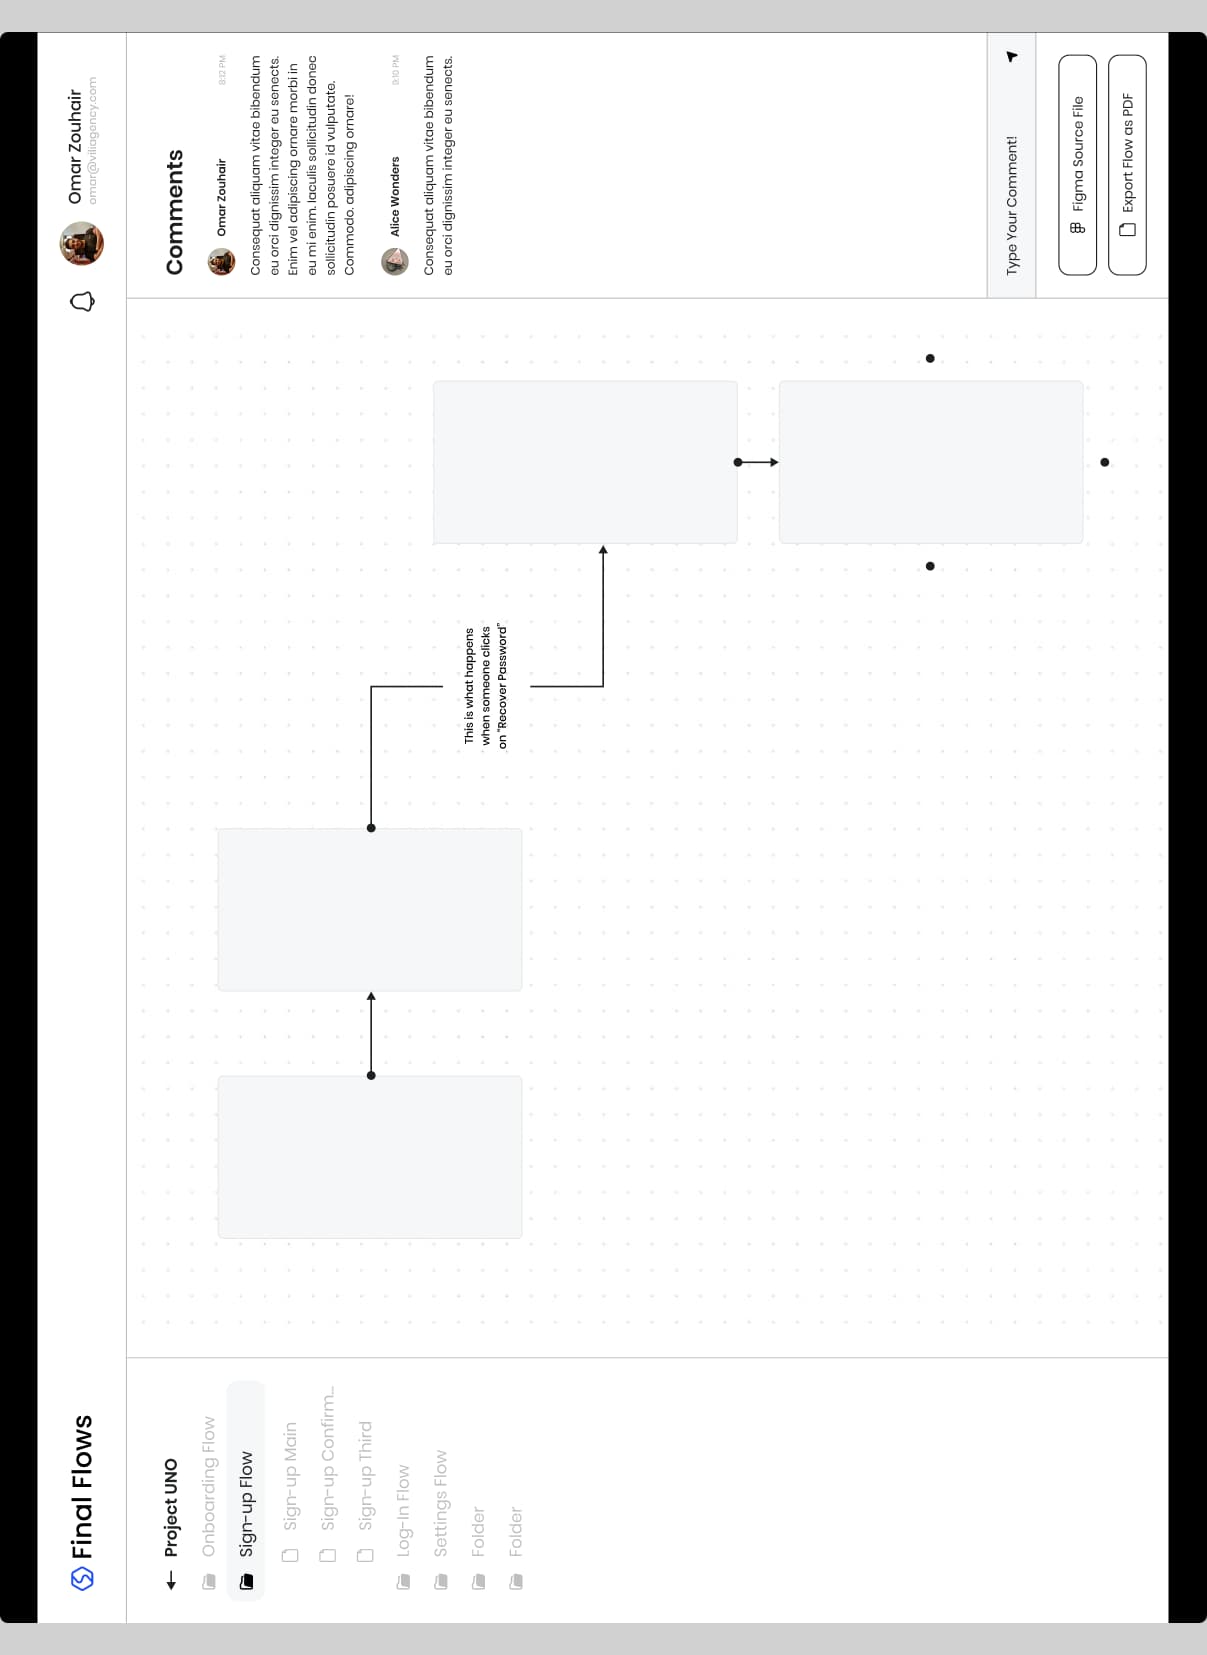 Final Flows
Omar Zouhair
omar@viliagency.com
Project UNO
Onboarding Flow
Sign-up Flow
Sign-up Main
Sign-up Confirm...
Sign-up Third
Log-In Flow
Settings Flow
Folder
Folder
This is what happens
when someone clicks
on "Recover Password"
Comments
Omar Zouhair
8:12 PM
Consequat aliquam vitae bibendum
eu orci dignissim integer eu senects.
Enim vel adipiscing ornare morbi in
eu mi enim. Iaculis sollicitudin donec
sollicitudin posuere id vulputate.
Commodo. adipiscing ornare!
Alice Wonders
9:10 PM
Consequat aliquam vitae bibendum
eu orci dignissim integer eu senects.
Type Your Comment!
Figma Source File
Export Flow as PDF